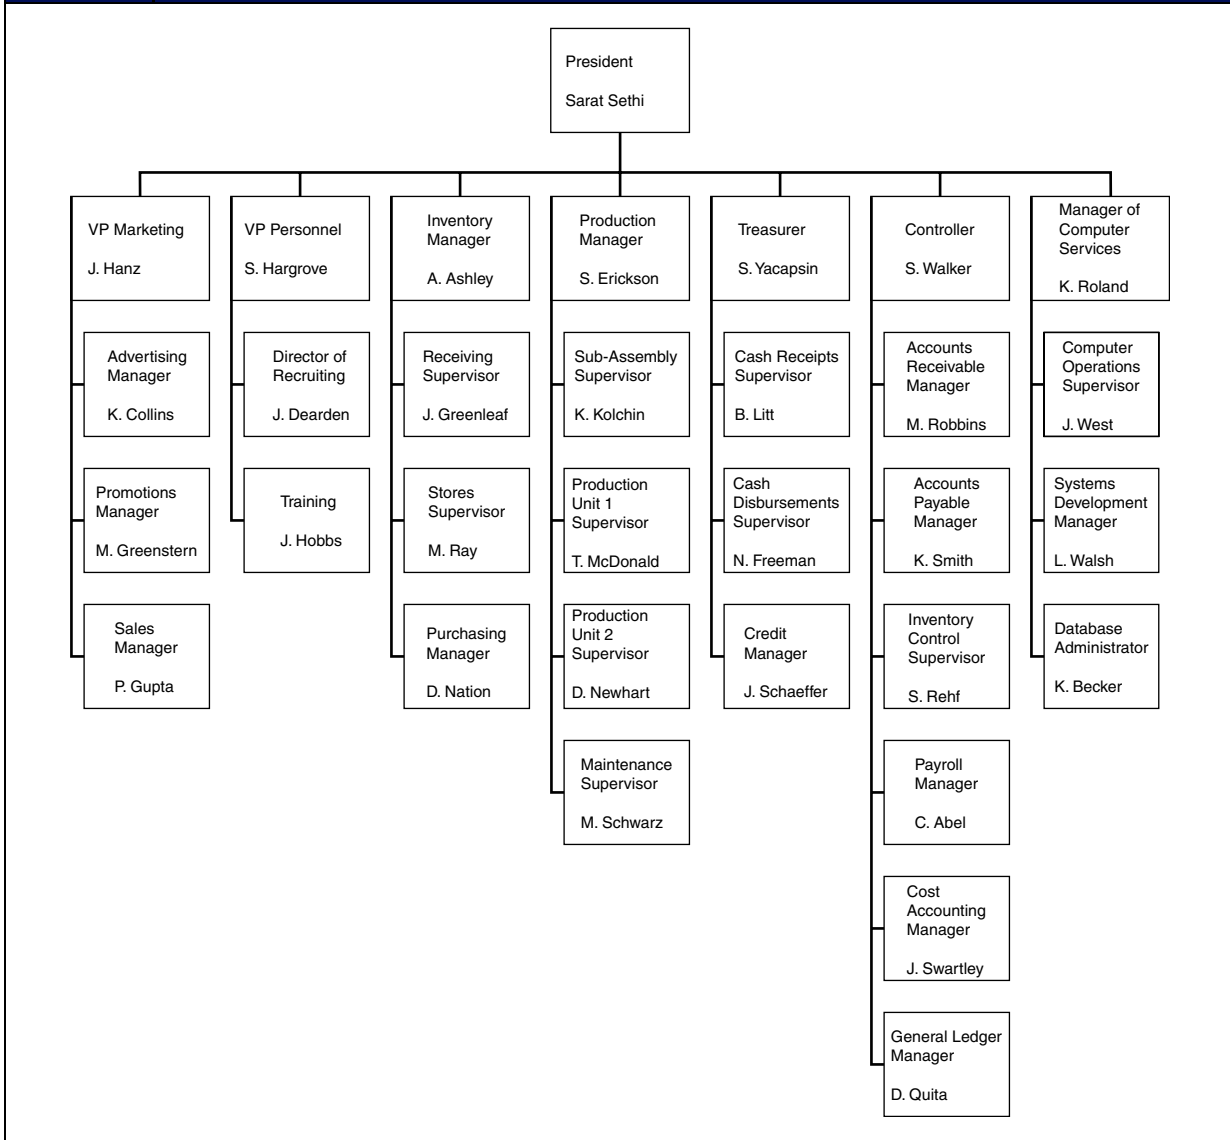 President
Sarat Sethi
VP Marketing
J. Hanz
VP Personnel
S. Hargrove
Inventory
Manager
A. Ashley
Production
Manager
S. Erickson
Treasurer
S. Yacapsin
Controller
S. Walker
Manager of
Computer
Services
K. Roland
Advertising
Manager
K. Collins
Director of
Recruiting
J. Dearden
Receiving
Supervisor
J. Greenleaf
Sub-Assembly
Supervisor
K. Kolchin
Cash Receipts
Supervisor
B. Litt
Accounts
Receivable
Manager
M. Robbins
Computer
Operations
Supervisor
J. West
Promotions
Manager
M. Greenstern
Training
J. Hobbs
Stores
Supervisor
M. Ray
Production
Unit 1
Supervisor
T. McDonald
Cash
Disbursements
Supervisor
N. Freeman
Accounts
Payable
Manager
K. Smith
Systems
Development
Manager
L. Walsh
Sales
Manager
P. Gupta
Purchasing
Manager
D. Nation
Production
Unit 2
Supervisor
D. Newhart
Credit
Manager
J. Schaeffer
Inventory
Control
Supervisor
S. Rehf
Database
Administrator
K. Becker
Maintenance
Supervisor
M. Schwarz
Payroll
Manager
C. Abel
Cost
Accounting
Manager
J. Swartley
General Ledger
Manager
D. Quita